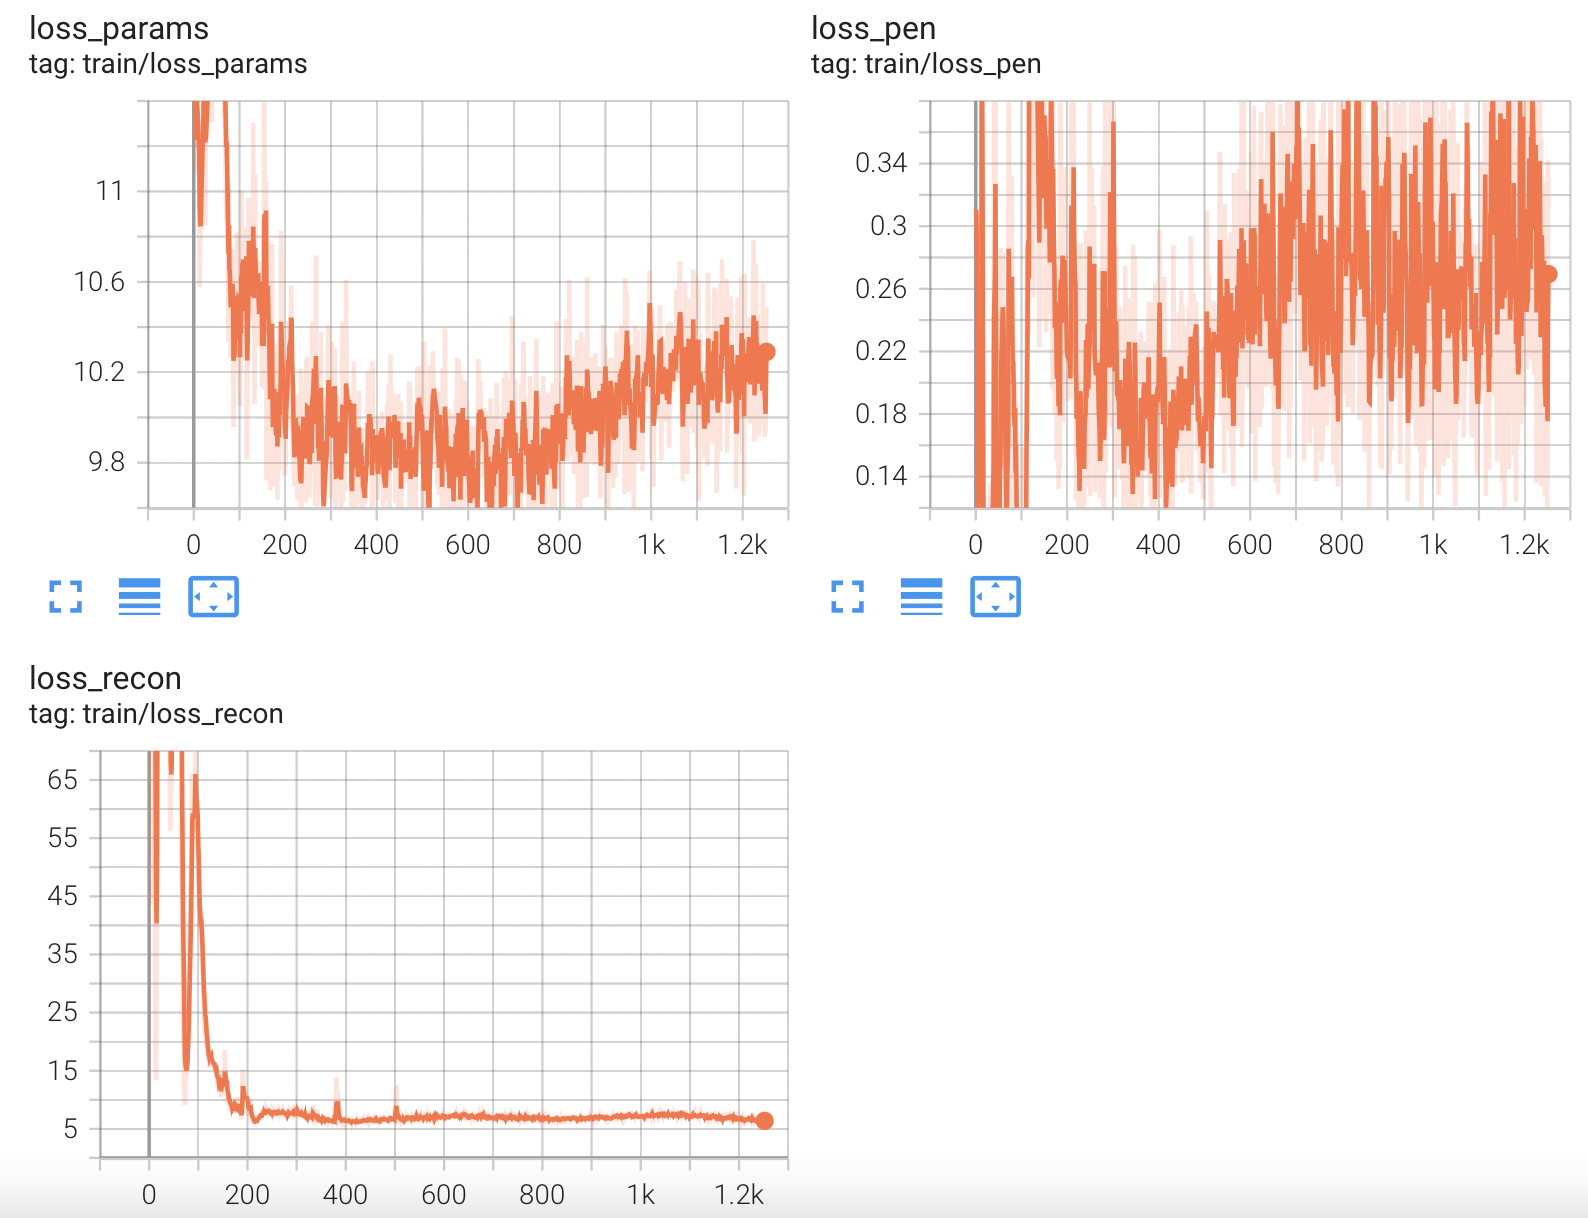 loss_params
tag: train/loss_params
11
10.6
10.2
9.8
0 200 400 600 800 1k 1.2k
loss_pen
tag: train/loss_pen
0.34
0.3
0.26
0.22
0.18
0.14
0 200 400 600 800 1k 1.2k
loss_recon
tag: train/loss_recon
65
55
45
35
25
15
5
0 200 400 600 800 1k 1.2k